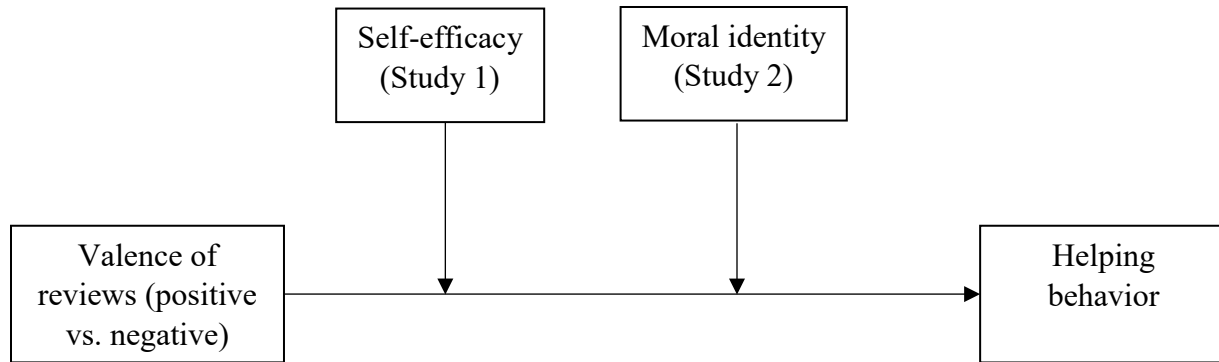 Self-efficacy
(Study 1)
Moral identity
(Study 2)
Valence of
reviews (positive
vs. negative)
Helping
behavior